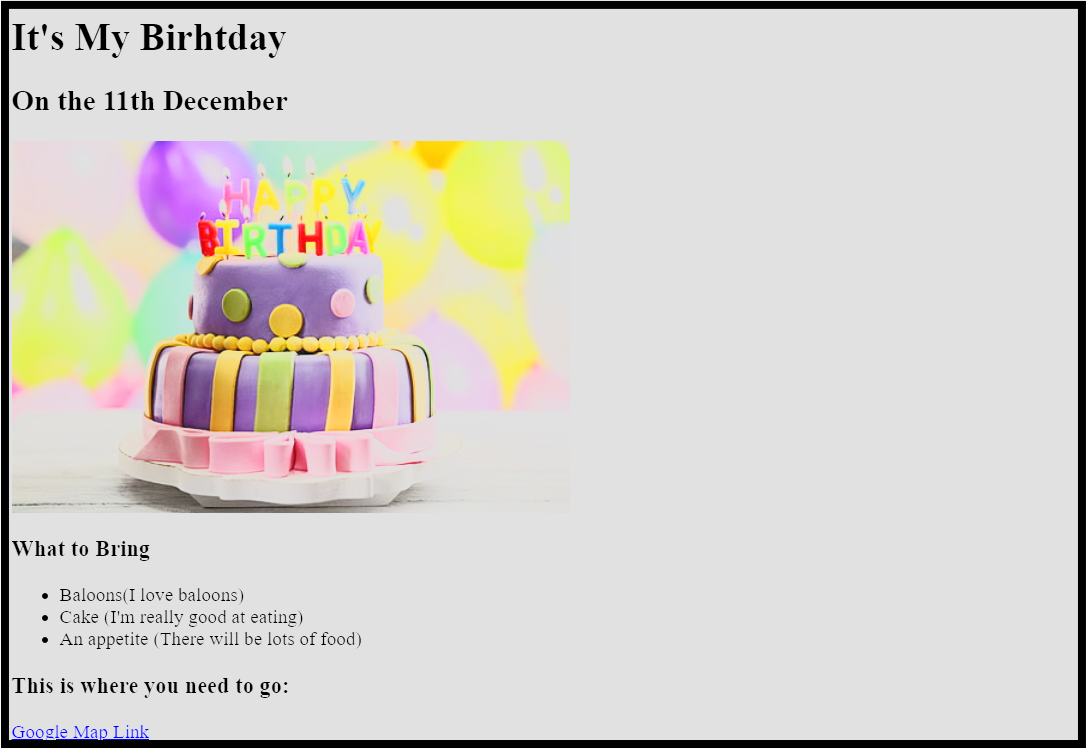 It's My Birhtday
On the 11th December
HAPPY
BIRTHDAY
What to Bring
Baloons(I love baloons)
Cake (I'm really good at eating)
An appetite (There will be lots of food)
This is where you need to go:
Google Map Link